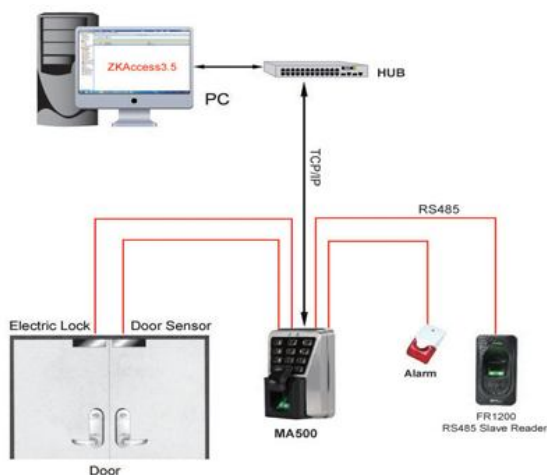 ZKAccess3.5
PC
HUB
TCP/IP
RS485
Electric Lock
Door Sensor
Alarm
MA500
FR1200
RS485 Slave Reader
Door